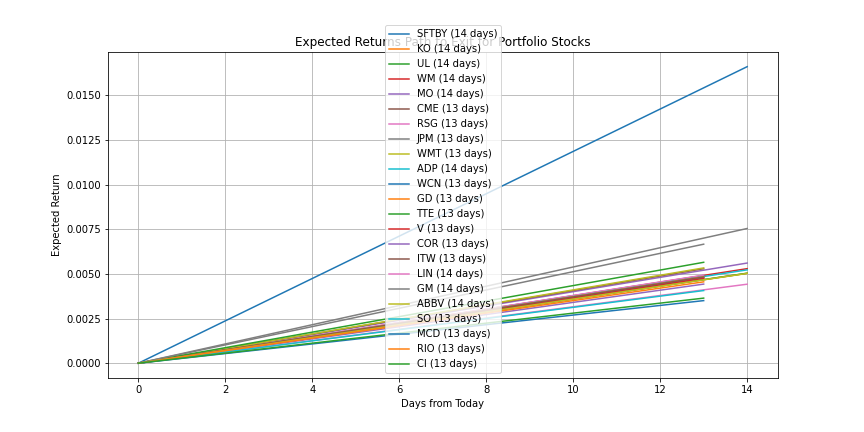 Expected Returns Path to Exit for Portfolio Stocks
SFTBY (14 days)
KO (14 days)
UL (14 days)
WM (14 days)
MO (14 days)
CME (13 days)
RSG (13 days)
JPM (13 days)
WMT (13 days)
ADP (14 days)
WCN (13 days)
GD (13 days)
TTE (13 days)
V (13 days)
COR (13 days)
ITW (13 days)
LIN (14 days)
GM (14 days)
ABBV (14 days)
SO (13 days)
MCD (13 days)
RIO (13 days)
CI (13 days)
Expected Return
0.0150
0.0125
0.0100
0.0075
0.0050
0.0025
0.0000
0 2 4 6 8 10 12 14
Days from Today